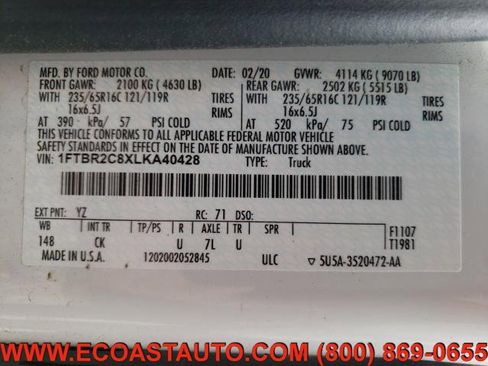 MFD. BY FORD MOTOR CO.
DATE: 02/20 GVWR: 4114 KG ( 9070 LB)
FRONT GAWR: 2100 KG ( 4630 LB) REAR GAWR: 2502 KG ( 5515 LB)
WITH 235/65R16C 121/119R TIRES WITH 235/65R16C 121/119R TIRES
16x6.5J RIMS 16x6.5J RIMS
AT 390 kPa/ 57 PSI COLD AT 520 kPa/ 75 PSI COLD
THIS VEHICLE CONFORMS TO ALL APPLICABLE FEDERAL MOTOR VEHICLE
SAFETY STANDARDS IN EFFECT ON THE DATE OF MANUFACTURE SHOWN ABOVE.
VIN: 1FTBR2C8XLKA40428 TYPE: Truck
EXT PNT: YZ RC: 71 DSO:
WB INT TR TP/PS R AXLE TR SPR F1107
148 CK U 7L U T1981
MADE IN U.S.A. 1202002052845 ULC 5U5A-3520472-AA
WWW.ECOASTAUTO.COM (800) 869-0655